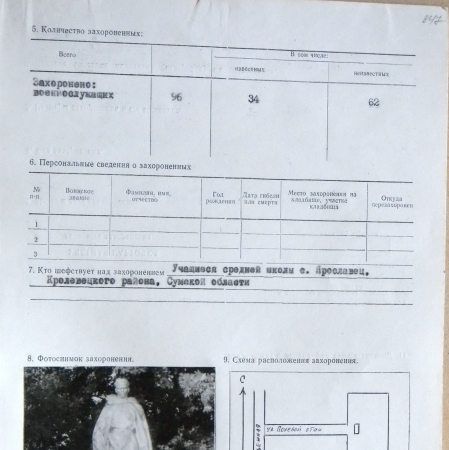 847
5. Количество захороненных:
Всего
В том числе:
известных
неизвестных
Захоронено:
военнослужащих 96 34 62
6. Персональные сведения о захороненных
№ п-п Воинское звание Фамилия, имя, отчество Год рождения Дата гибели или смерти Место захоронения на кладбище, участке кладбища Откуда перезахоронен
1
2
3
7. Кто шефствует над захоронением Учащиеся средней школы с. Ярославец,
Кролевецкого района, Сумской области
8. Фотоснимок захоронения.
9. Схема расположения захоронения.
С
ул Полевой стан